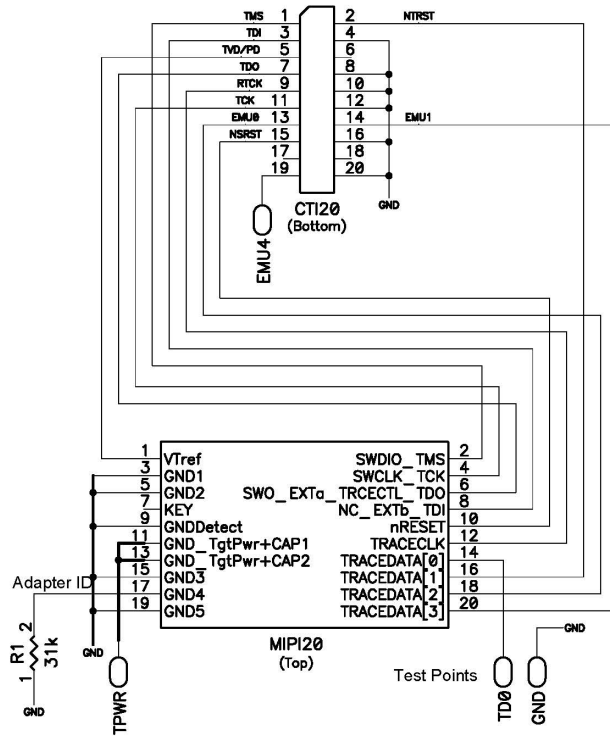 TMS 1 2 NTRST
TDI 3 4
TVD/PD 5 6
TDO 7 8
RTCK 9 10
TCK 11 12
EMU0 13 14 EMU1
NSRST 15 16
17 18
19 20
GND
CTI20
(Bottom)
EMU4
1 VTref SWDIO_TMS 2
3 GND1 SWCLK_TCK 4
5 GND2 SWO_EXTa_TRCECTL_TDO 6
7 KEY NC_EXTb_TDI 8
9 GNDDetect nRESET 10
11 GND_TgtPwr+CAP1 TRACECLK 12
13 GND_TgtPwr+CAP2 TRACEDATA[0] 14
15 GND3 TRACEDATA[1] 16
17 GND4 TRACEDATA[2] 18
19 GND5 TRACEDATA[3] 20
Adapter ID
MIPI20
(Top)
2
R1 31k
1
GND
GND
TPWR
Test Points
TD0
GND
GND